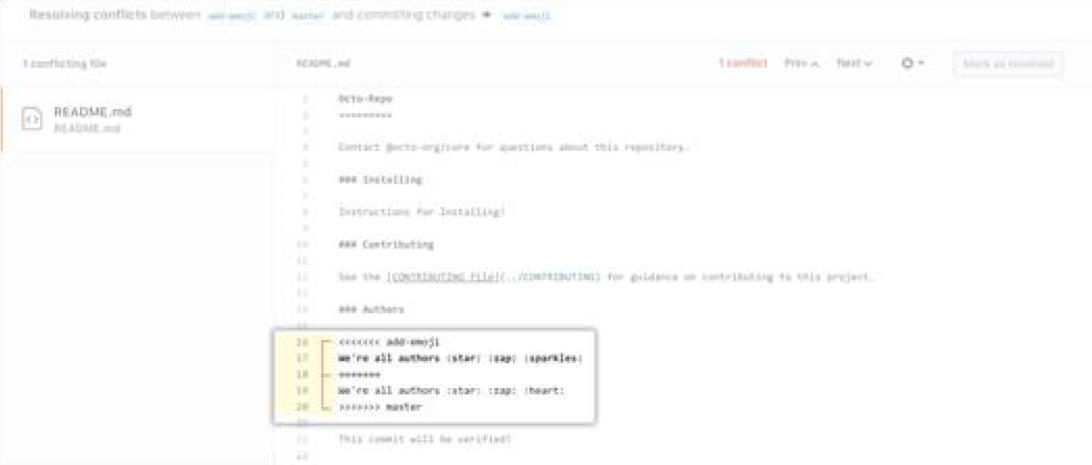 Resolving conflicts between add-emoji and master and committing changes → add-emoji
1 conflicting file
README.md
1 conflict Prev Next
Mark as resolved
README.md
README.md
1 Octo-Repo
2 =========
3
4 Contact @octo-org/core for questions about this repository.
5
6 ### Installing
7
8 Instructions for Installing!
9
10 ### Contributing
11
12 See the [CONTRIBUTING file](../CONTRIBUTING) for guidance on contributing to this project.
13
14 ### Authors
15
16 <<<<<<< add-emoji
17 We're all authors :star: :zap: :sparkles:
18 =======
19 We're all authors :star: :zap: :heart:
20 >>>>>>> master
21
22 This commit will be verified!
23